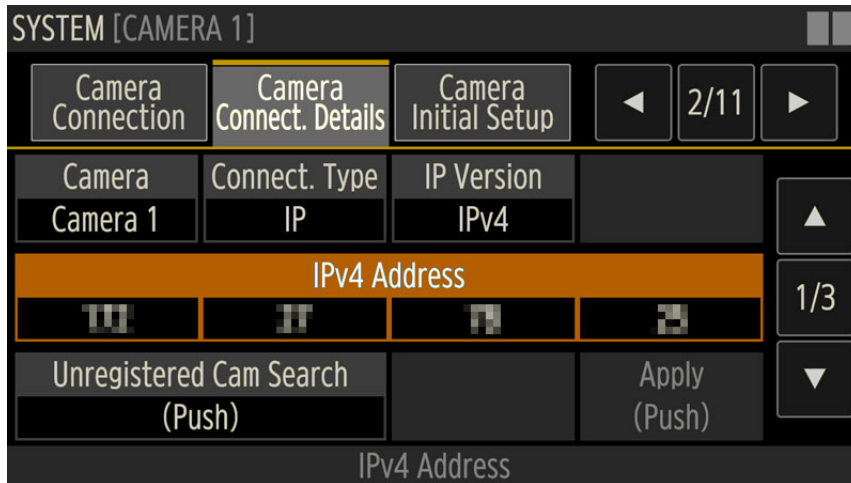 SYSTEM [CAMERA 1]
Camera Connection
Camera Connect. Details
Camera Initial Setup
◀ 2/11 ▶
Camera
Camera 1
Connect. Type
IP
IP Version
IPv4
▲
IPv4 Address
1/3
Unregistered Cam Search
(Push)
Apply
(Push)
▼
IPv4 Address